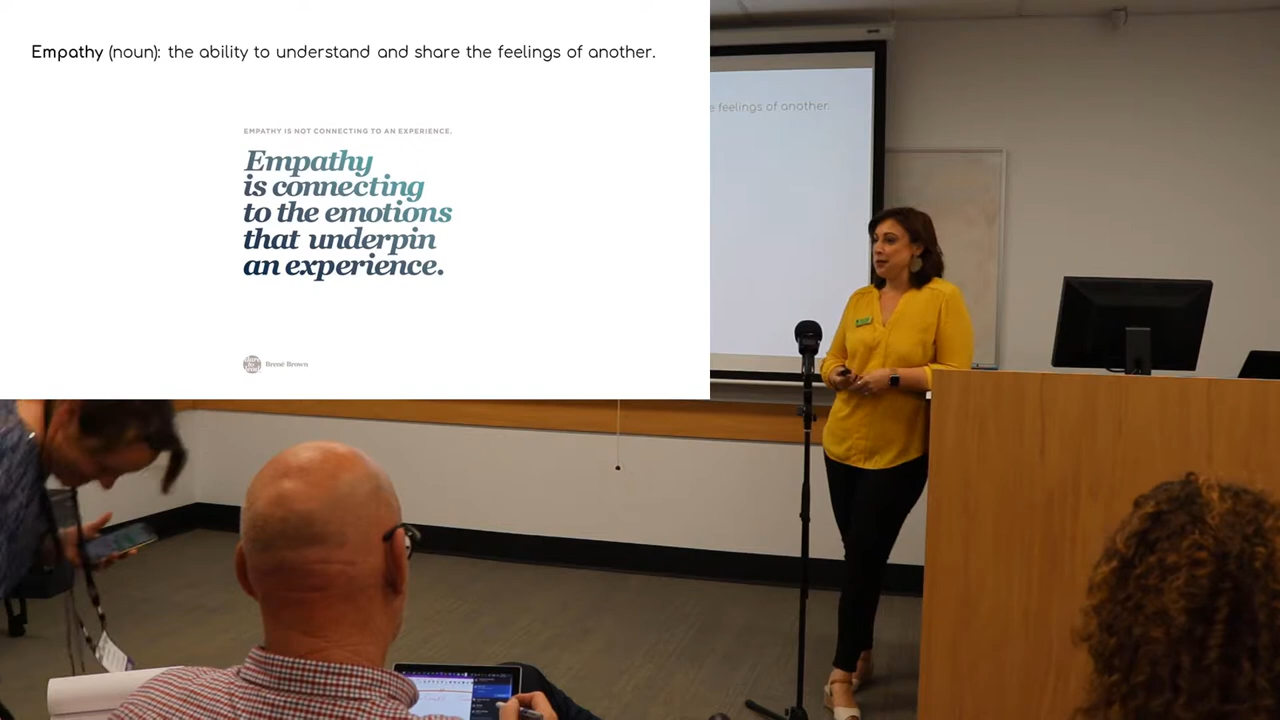 Empathy (noun): the ability to understand and share the feelings of another.
EMPATHY IS NOT CONNECTING TO AN EXPERIENCE.
Empathy
is connecting
to the emotions
that underpin
an experience.
Brené Brown
feelings of another.